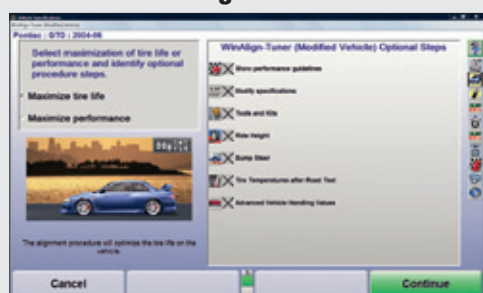 Vehicle Specifications
Pontiac : GTO : 2004-06
Select maximization of tire life or
performance and identify optional
procedure steps.
Maximize tire life
Maximize performance
The alignment procedure will optimize the tire life on the
vehicle.
WinAlign-Tuner (Modified Vehicle) Optional Steps
Show performance guidelines
Modify specifications
Tools and Kits
Ride Height
Bump Steer
Tire Temperatures after Road Test
Advanced Vehicle Handling Values
Cancel
Continue